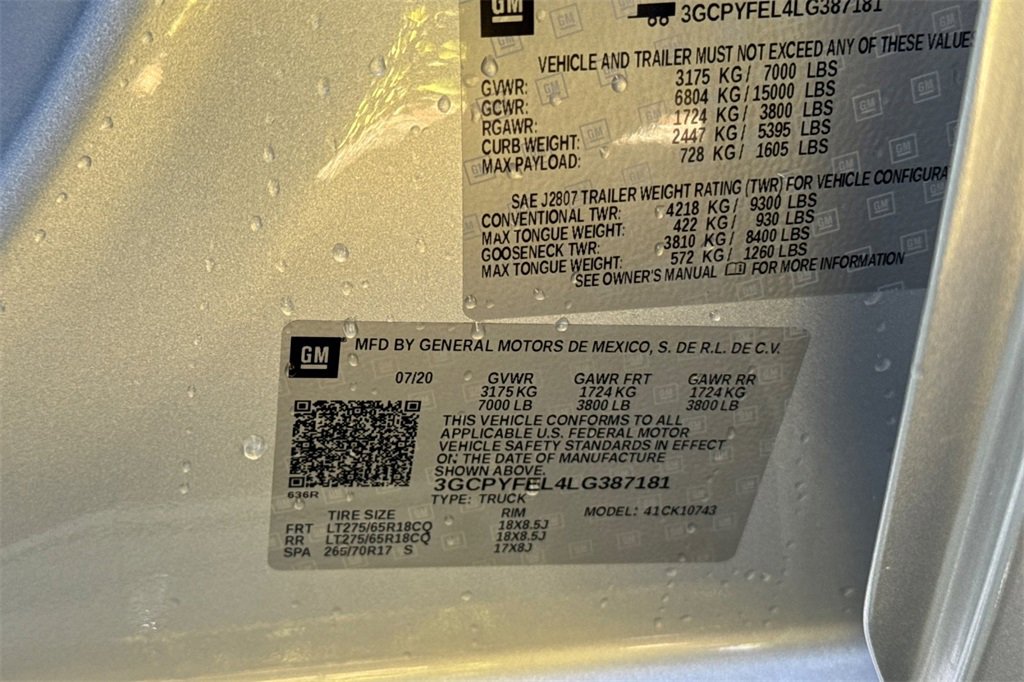 GM
3GCPYFEL4LG387181
VEHICLE AND TRAILER MUST NOT EXCEED ANY OF THESE VALUES
GVWR: 3175 KG/ 7000 LBS
GCWR: 6804 KG/ 15000 LBS
RGAWR: 1724 KG/ 3800 LBS
CURB WEIGHT: 2447 KG/ 5395 LBS
MAX PAYLOAD: 728 KG/ 1605 LBS
SAE J2807 TRAILER WEIGHT RATING (TWR) FOR VEHICLE CONFIGURA
CONVENTIONAL TWR: 4218 KG/ 9300 LBS
MAX TONGUE WEIGHT: 422 KG/ 930 LBS
GOOSENECK TWR: 3810 KG/ 8400 LBS
MAX TONGUE WEIGHT: 572 KG/ 1260 LBS
SEE OWNER'S MANUAL FOR MORE INFORMATION
GM MFD BY GENERAL MOTORS DE MEXICO, S. DE R.L. DE C.V.
07/20 GVWR GAWR FRT GAWR RR
3175 KG 1724 KG 1724 KG
7000 LB 3800 LB 3800 LB
THIS VEHICLE CONFORMS TO ALL
APPLICABLE U.S. FEDERAL MOTOR
VEHICLE SAFETY STANDARDS IN EFFECT
ON THE DATE OF MANUFACTURE
SHOWN ABOVE.
3GCPYFEL4LG387181
636R
TYPE: TRUCK MODEL: 41CK10743
TIRE SIZE RIM
FRT LT275/65R18CQ 18X8.5J
RR LT275/65R18CQ 18X8.5J
SPA 265/70R17 S 17X8J